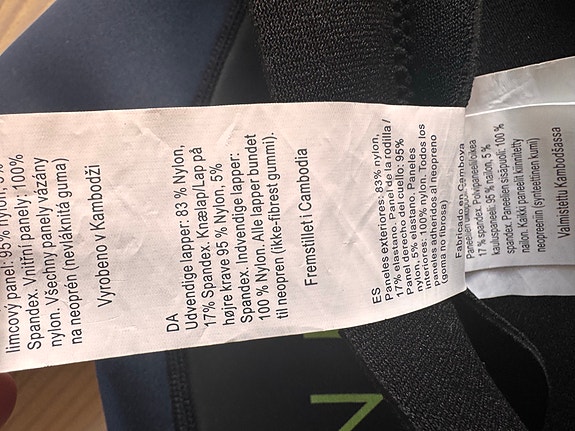 límcový panel: 95% nylon, 5%
Spandex. Vnitřní panely: 100%
nylon. Všechny panely vázány
na neoprén (nevláknitá guma)
Vyrobeno v Kambodži
DA
Udvendige lapper: 83 % Nylon,
17% Spandex. Knælap/Lap på
højre krave 95 % Nylon, 5%
Spandex. Indvendige lapper:
100 % Nylon. Alle lapper bundet
til neopren (ikke-fibrest gummi).
Fremstillet i Cambodia
ES
Paneles exteriores: 83% nylon,
17% elastano. Panel de la rodilla /
Panel derecho del cuello: 95%
nylon, 5% elastano. Paneles
interiores: 100% nylon. Todos los
paneles adheridos al neopreno
(goma no fibrosa)
Fabricado en Camboya
17 % spandex. Polvipaneeli/oikea
kauluspaneeli. 95 % nailon, 5 %
spandex. Paneelien sisäpuoli: 100 %
nailon. Kaikki paneelit kiinnitetty
neopreeniin (synteettinen kumi)
Valmistettu Kambodšassa
N